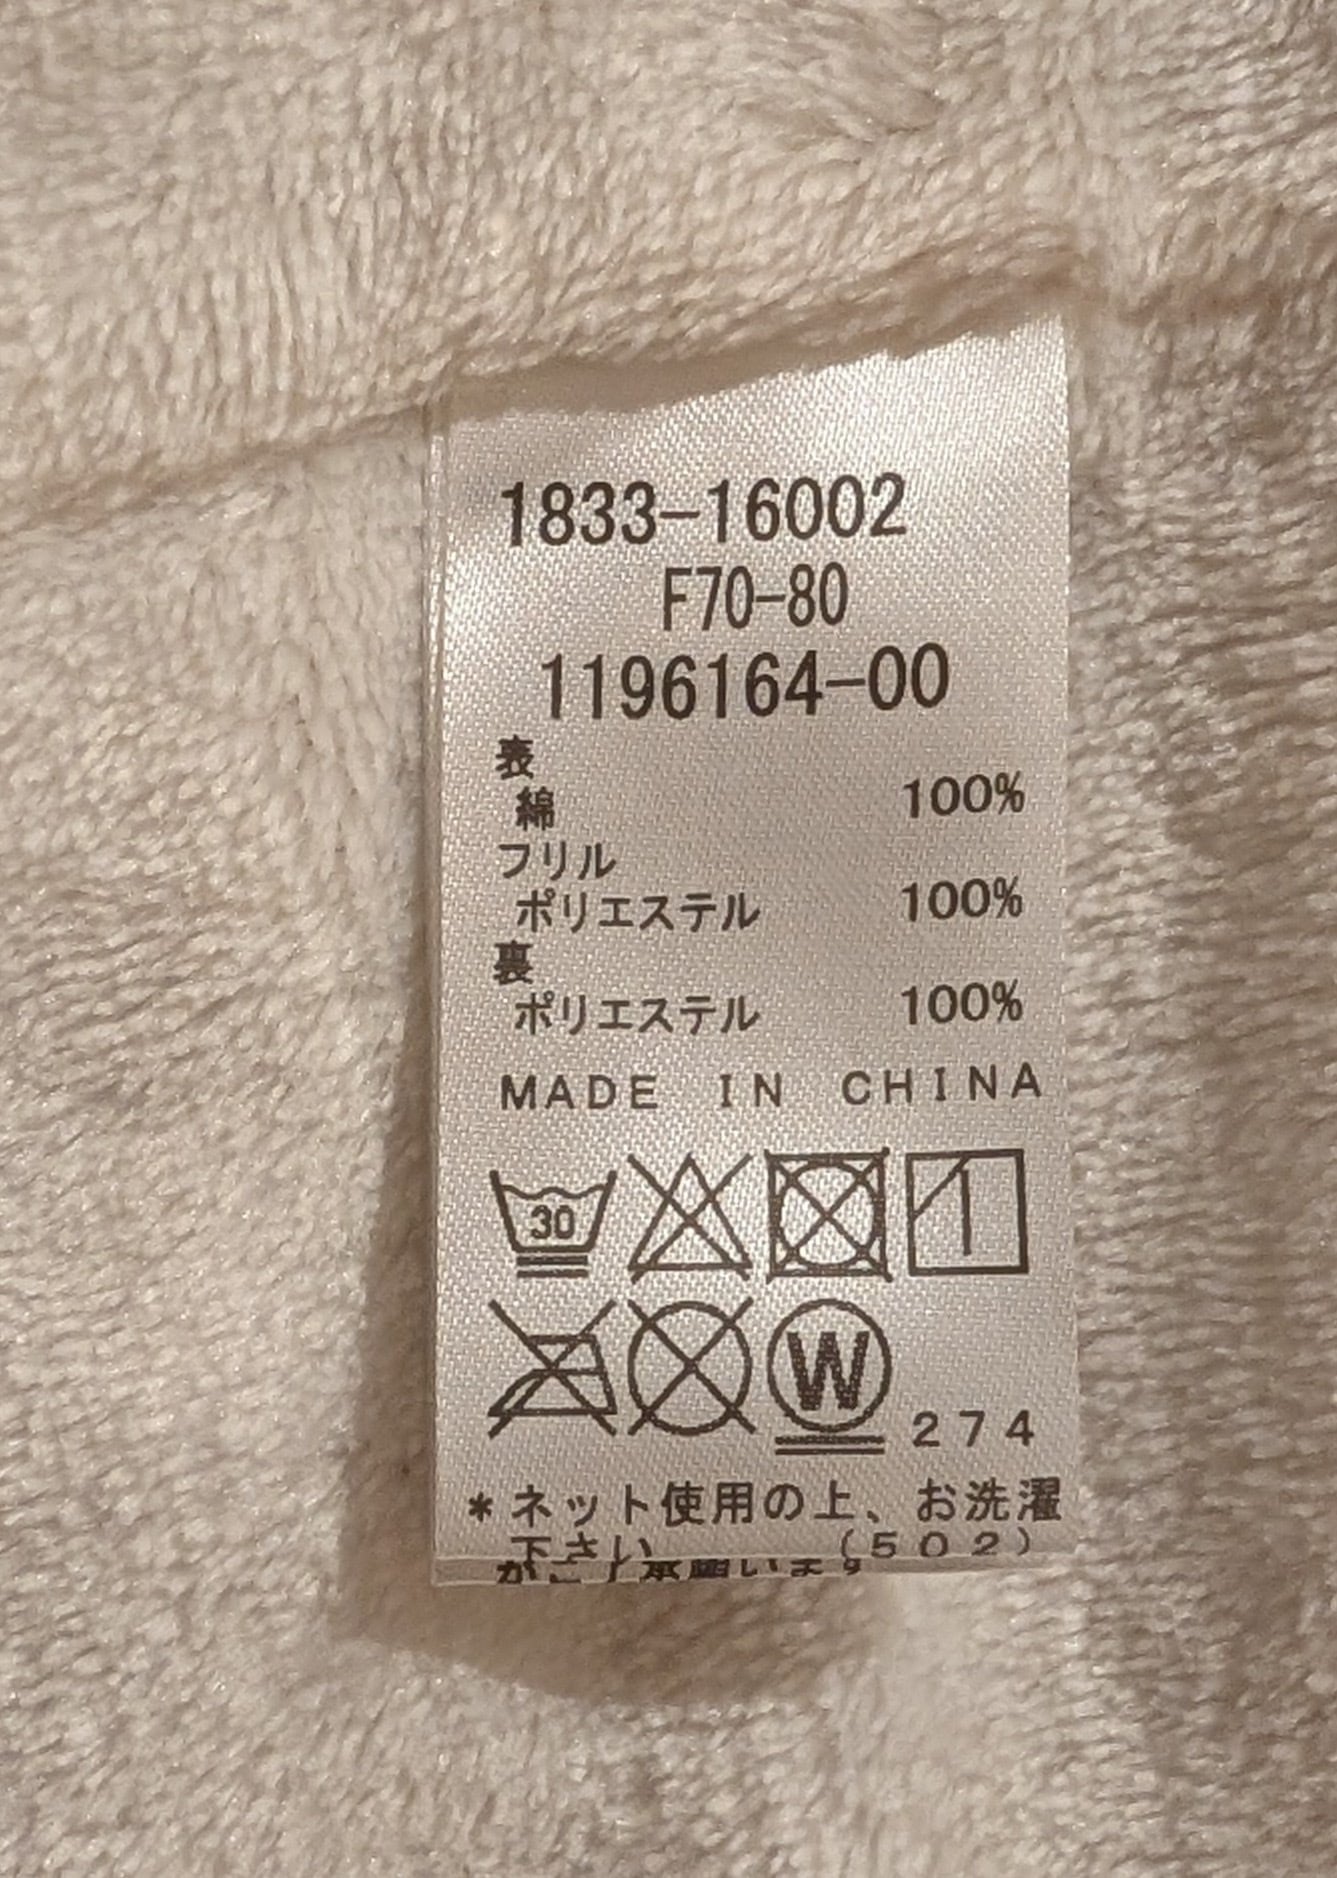 1833-16002
F70-80
1196164-00
表
綿 100%
フリル
ポリエステル 100%
裏
ポリエステル 100%
MADE IN CHINA
30
W 274
*ネット使用の上、お洗濯
下さい (502)